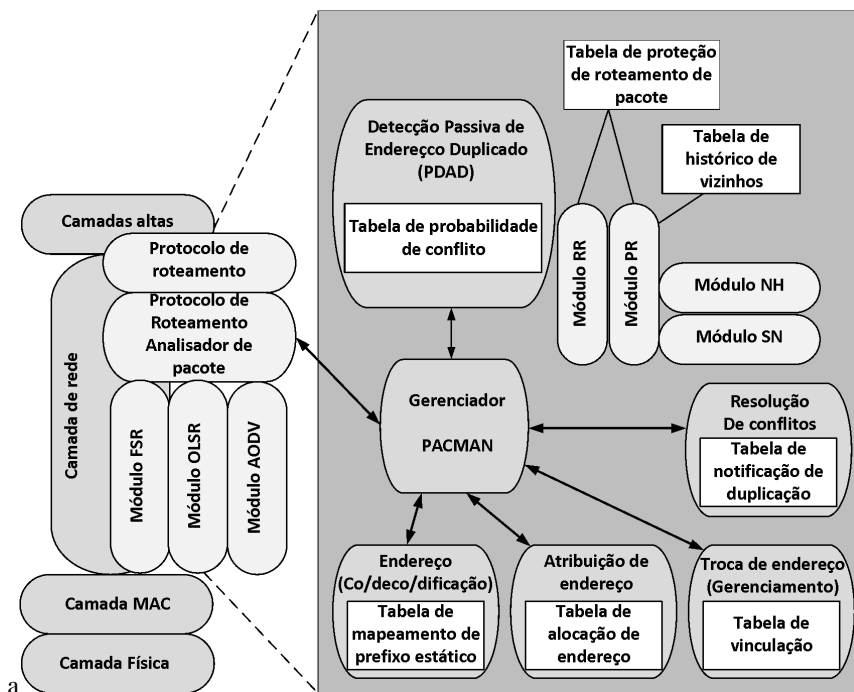 Camadas altas
Protocolo de
roteamento
Protocolo de
Roteamento
Analisador de
pacote
Camada de rede
Módulo FSR
Módulo OLSR
Módulo AODV
Camada MAC
Camada Física
a
Detecção Passiva de
Endereçco Duplicado
(PDAD)
Tabela de probabilidade
de conflito
Tabela de proteção
de roteamento de
pacote
Tabela de
histórico de
vizinhos
Módulo RR
Módulo PR
Módulo NH
Módulo SN
Gerenciador
PACMAN
Resolução
De conflitos
Tabela de
notificação de
duplicação
Endereço
(Co/deco/dificação)
Tabela de
mapeamento de
prefixo estático
Atribuição de
endereço
Tabela de
alocação de
endereço
Troca de endereço
(Gerenciamento)
Tabela de
vinculação